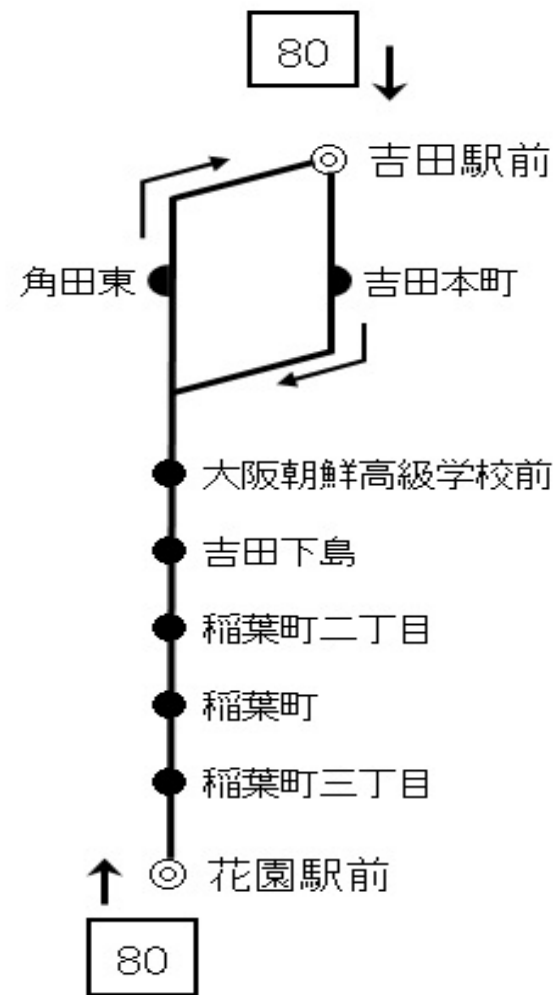 80
吉田駅前
角田東
吉田本町
大阪朝鮮高級学校前
吉田下島
稲葉町二丁目
稲葉町
稲葉町三丁目
花園駅前
80